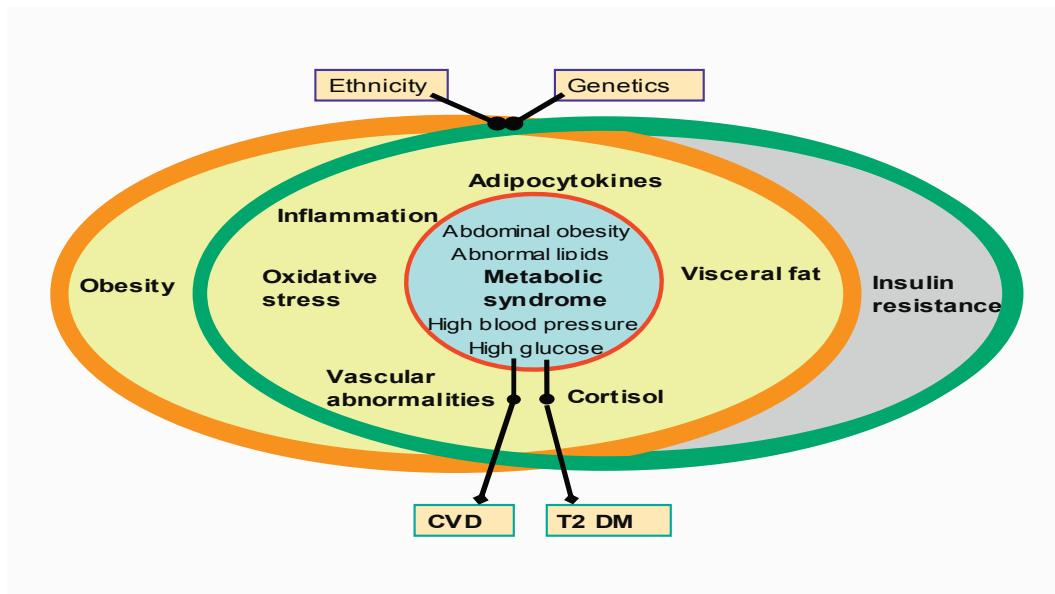 Ethnicity
Genetics
Adipocytokines
Inflammation
Abdominal obesity
Abnormal lipids
Metabolic
syndrome
High blood pressure
High glucose
Obesity
Oxidative
stress
Visceral fat
Insulin
resistance
Vascular
abnormalities
Cortisol
CVD
T2 DM